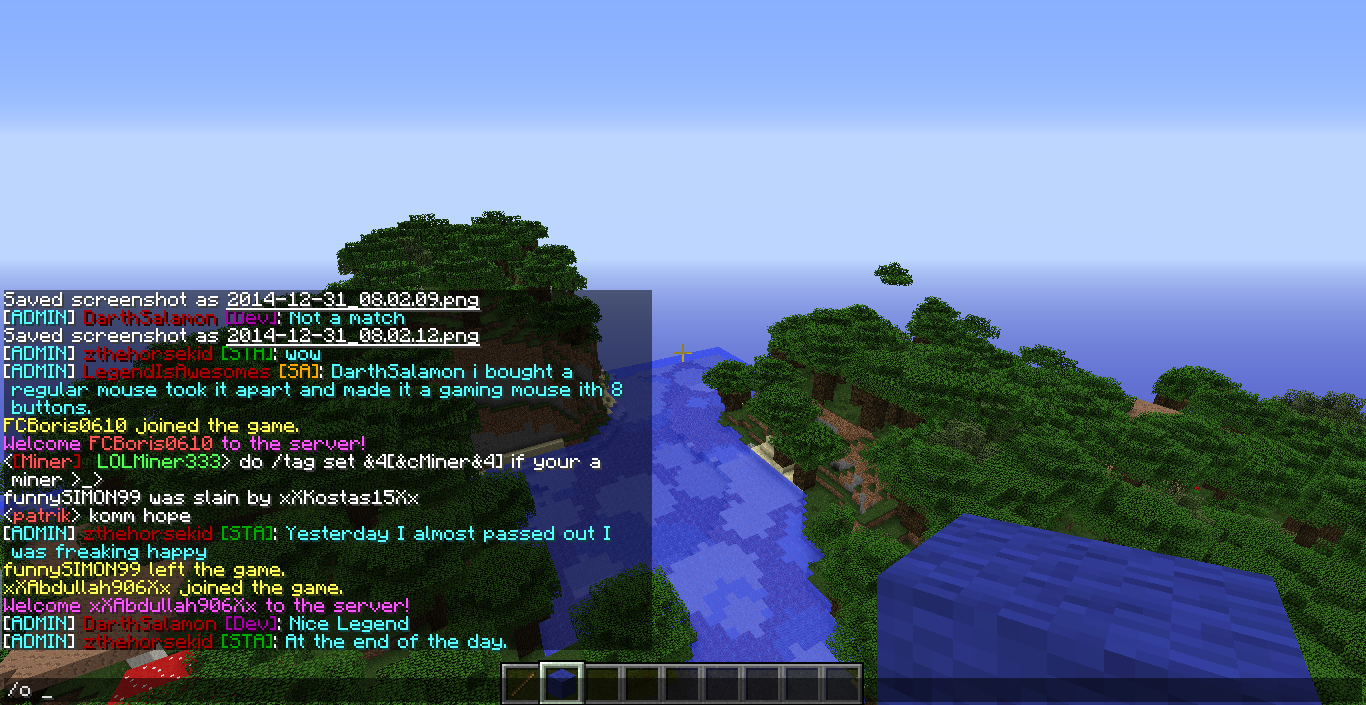 Saved screenshot as 2014-12-31_08.02.09.png
[ADMIN] DarthSalamon [Dev]: Not a match
Saved screenshot as 2014-12-31_08.02.12.png
[ADMIN] zthehorsekid [STA]: wow
[ADMIN] LegendIsAwesomes [SA]: DarthSalamon i bought a
regular mouse took it apart and made it a gaming mouse ith 8
buttons.
FCBoris0610 joined the game.
Welcome FCBoris0610 to the server!
<[Miner] LOLMiner333> do /tag set &4[&cMiner&4] if your a
miner >_>
funnySIMON99 was slain by xXKostas15Xx
<patrik> komm hope
[ADMIN] zthehorsekid [STA]: Yesterday I almost passed out I
was freaking happy
funnySIMON99 left the game.
xXAbdullah906Xx joined the game.
Welcome xXAbdullah906Xx to the server!
[ADMIN] DarthSalamon [Dev]: Nice Legend
[ADMIN] zthehorsekid [STA]: At the end of the day.
/o _